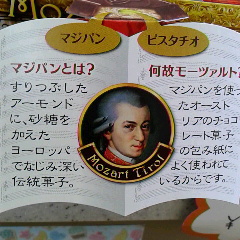 マジパン
ピスタチオ
マジパンとは?
すりつぶした
アーモンド
に、砂糖を
加えた
ヨーロッパ
でなじみ深い
伝統菓子。
何故モーツァルト
マジパンを使っ
たオースト
リアのチョコ
レート菓子
の包み紙に
よく使われて
いるからです。
Mozart Tirol